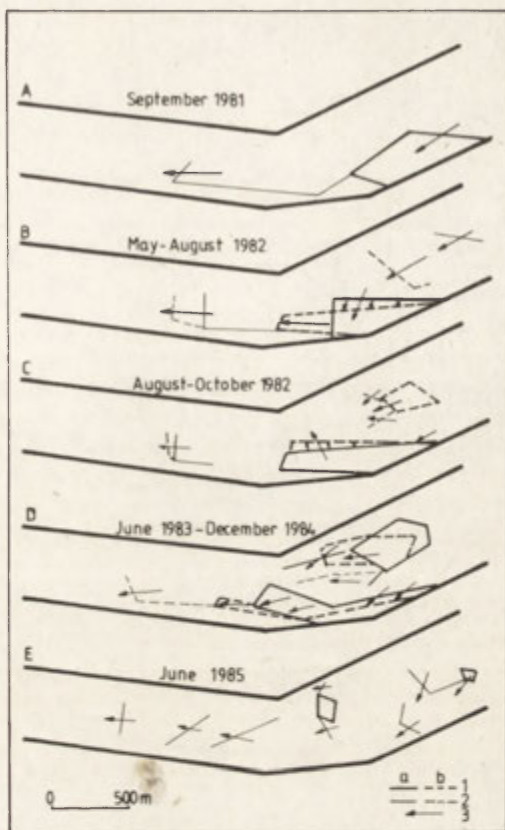 A
September 1981
B
May-August 1982
C
August-October 1982
D
June 1983-December 1984
E
June 1985
a b
1
2
3
0 500m